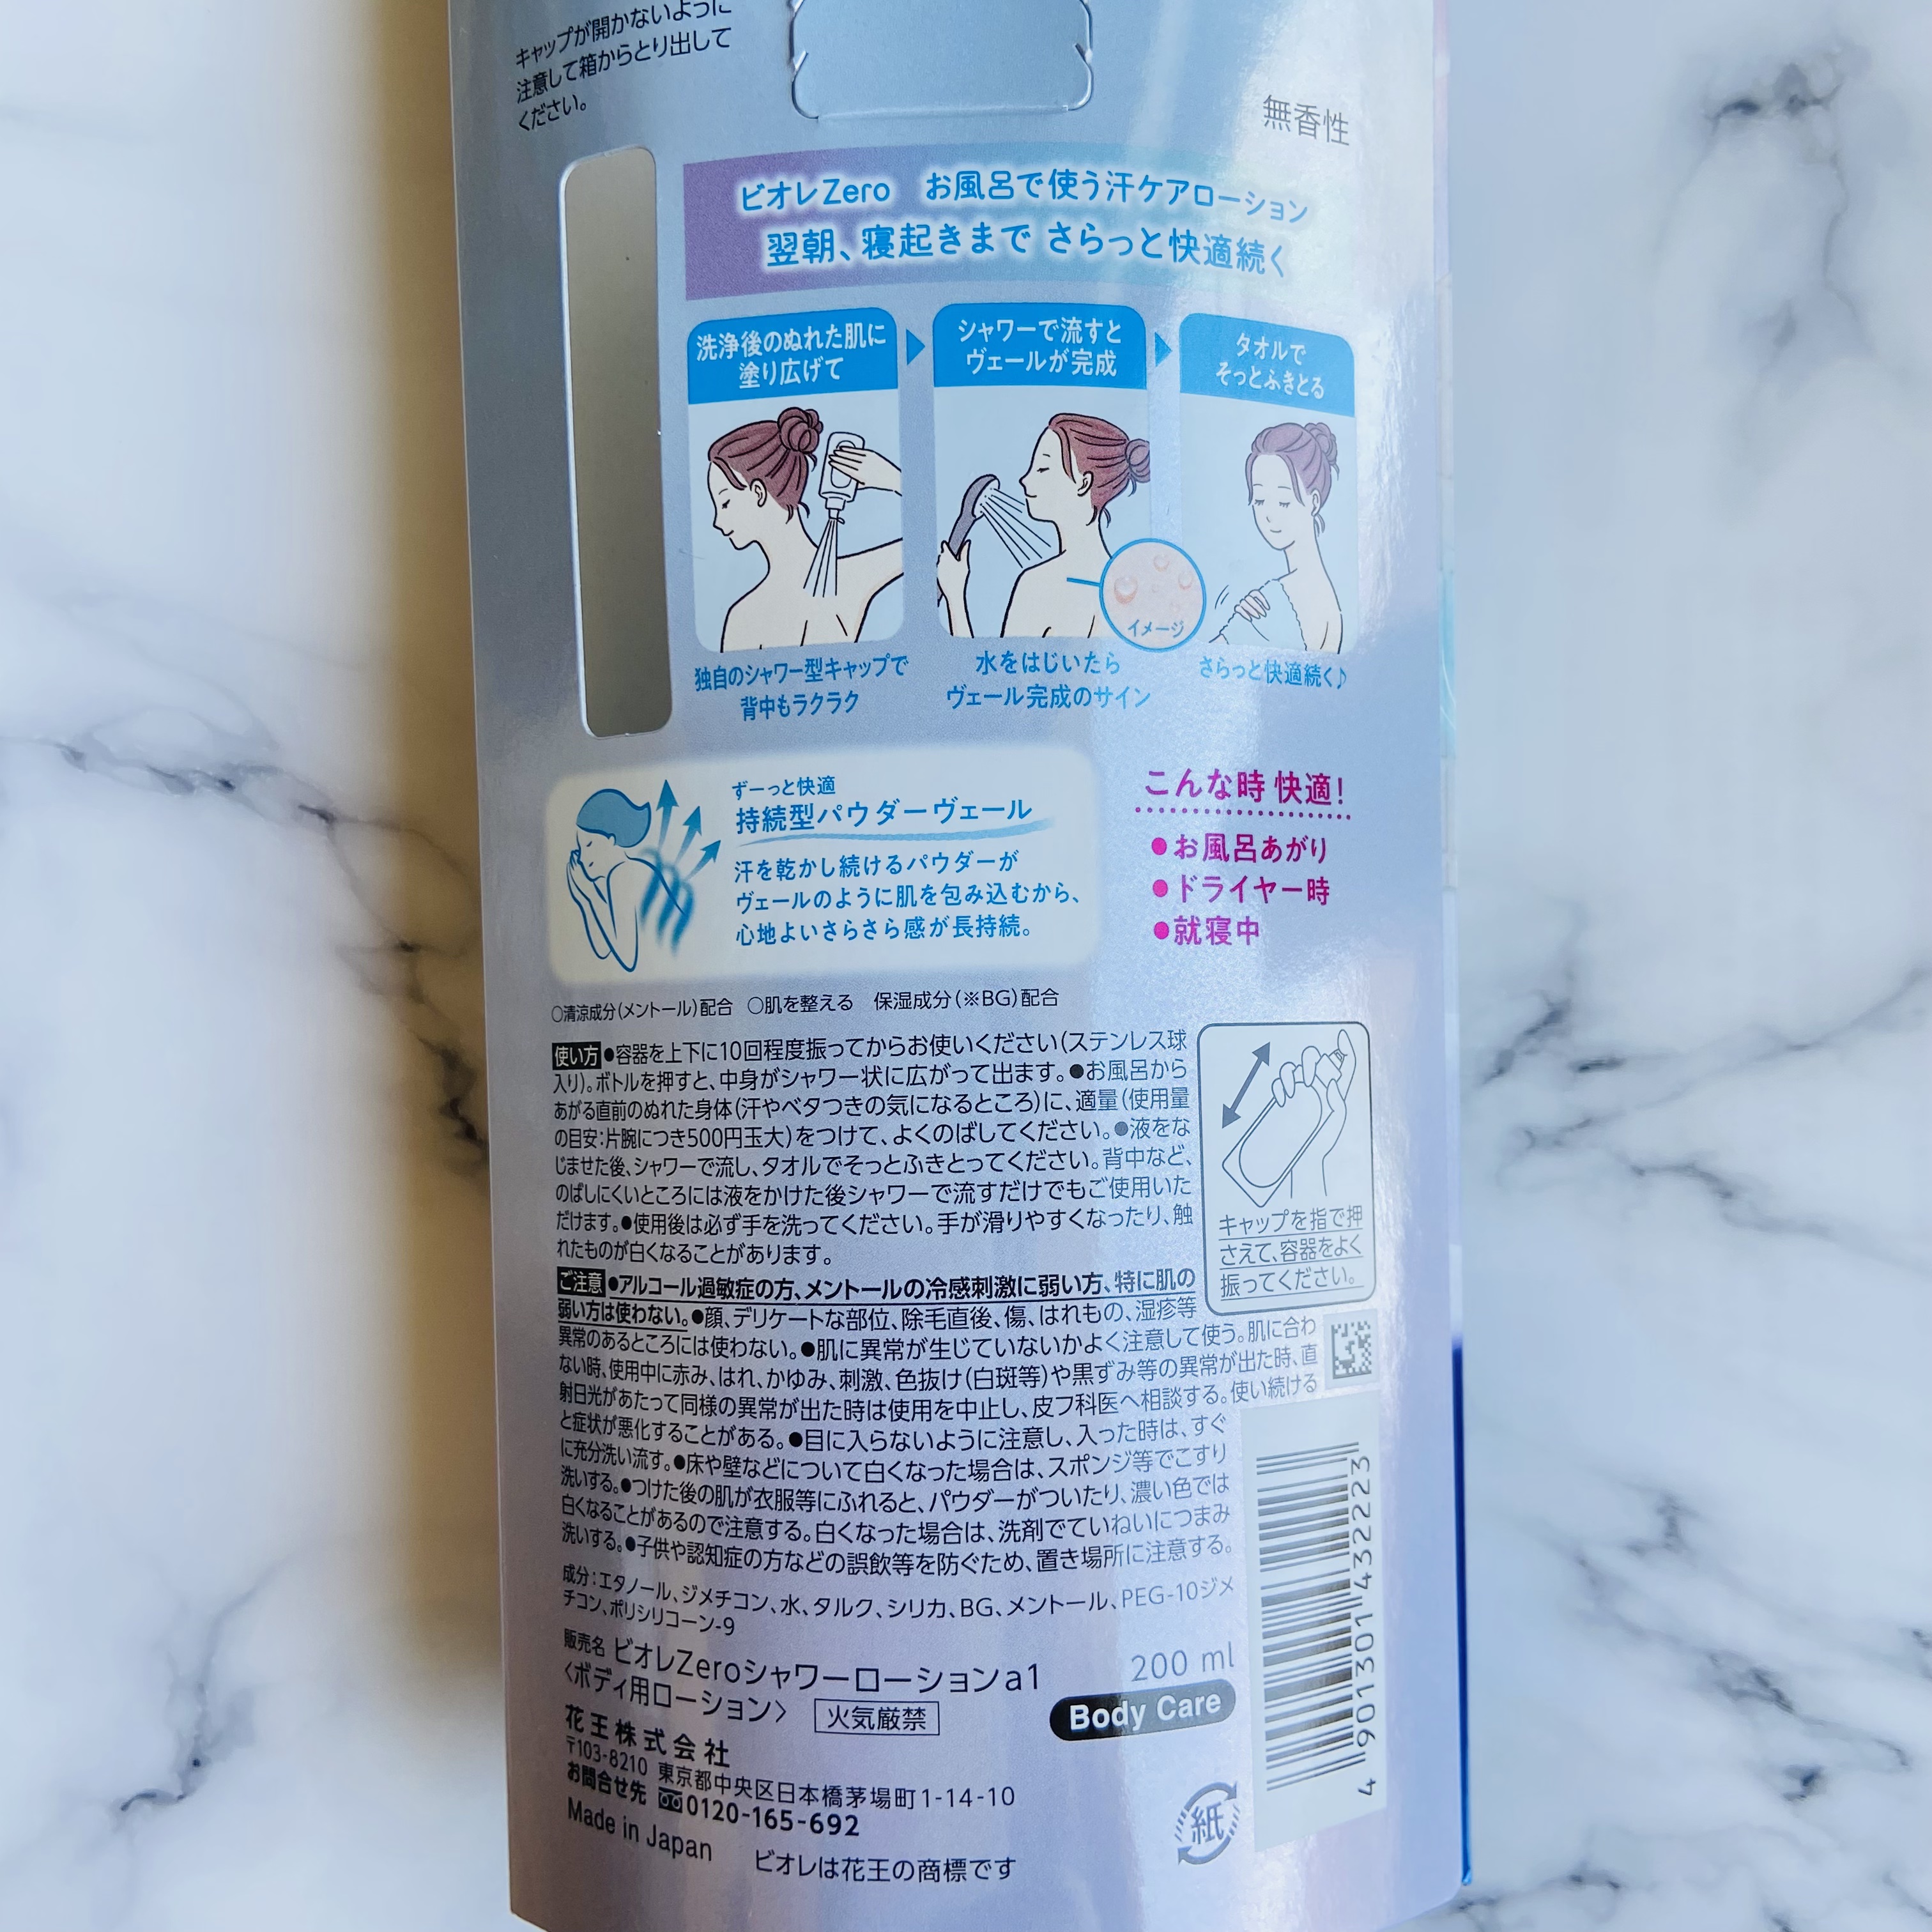 キャップが開かないように
注意して箱からとり出して
ください。
無香性
ビオレZero お風呂で使う汗ケアローション
翌朝、寝起きまで さらっと快適続く
洗浄後のぬれた肌に
塗り広げて
シャワーで流すと
ヴェールが完成
タオルで
そっとふきとる
イメージ
独自のシャワー型キャップで
背中もラクラク
水をはじいたら
ヴェール完成のサイン
さらっと快適続く♪
ずーっと快適
持続型パウダーヴェール
汗を乾かし続けるパウダーが
ヴェールのように肌を包み込むから、
心地よいさらさら感が長持続。
こんな時 快適!
●お風呂あがり
●ドライヤー時
●就寝中
○清涼成分(メントール)配合 ○肌を整える 保湿成分(※BG)配合
使い方 ●容器を上下に10回程度振ってからお使いください(ステンレス球
入り)。ボトルを押すと、中身がシャワー状に広がって出ます。●お風呂から
あがる直前のぬれた身体(汗やベタつきの気になるところ)に、適量(使用量
の目安:片腕につき500円玉大)をつけて、よくのばしてください。●液をな
じませた後、シャワーで流し、タオルでそっとふきとってください。背中など、
のばしにくいところには液をかけた後シャワーで流すだけでもご使用いた
だけます。●使用後は必ず手を洗ってください。手が滑りやすくなったり、触
れたものが白くなることがあります。
キャップを指で押
さえて、容器をよく
振ってください。
ご注意 ●アルコール過敏症の方、メントールの冷感刺激に弱い方、特に肌の
弱い方は使わない。●顔、デリケートな部位、除毛直後、傷、はれもの、湿疹等
異常のあるところには使わない。●肌に異常が生じていないかよく注意して使う。肌に合わ
ない時、使用中に赤み、はれ、かゆみ、刺激、色抜け(白斑等)や黒ずみ等の異常が出た時、直
射日光があたって同様の異常が出た時は使用を中止し、皮フ科医へ相談する。使い続ける
と症状が悪化することがある。●目に入らないように注意し、入った時は、すぐ
に充分洗い流す。●床や壁などについて白くなった場合は、スポンジ等でこすり
洗いする。●つけた後の肌が衣服等にふれると、パウダーがついたり、濃い色では
白くなることがあるので注意する。白くなった場合は、洗剤でていねいにつまみ
洗いする。●子供や認知症の方などの誤飲等を防ぐため、置き場所に注意する。
成分:エタノール、ジメチコン、水、タルク、シリカ、BG、メントール、PEG-10ジメ
チコン、ポリシリコーン-9
販売名 ビオレZeroシャワーローションa1
〈ボディ用ローション〉 火気厳禁
200 ml
Body Care
花王株式会社
〒103-8210 東京都中央区日本橋茅場町1-14-10
お問合せ先 0120-165-692
Made in Japan ビオレは花王の商標です
紙
4 901301 432223